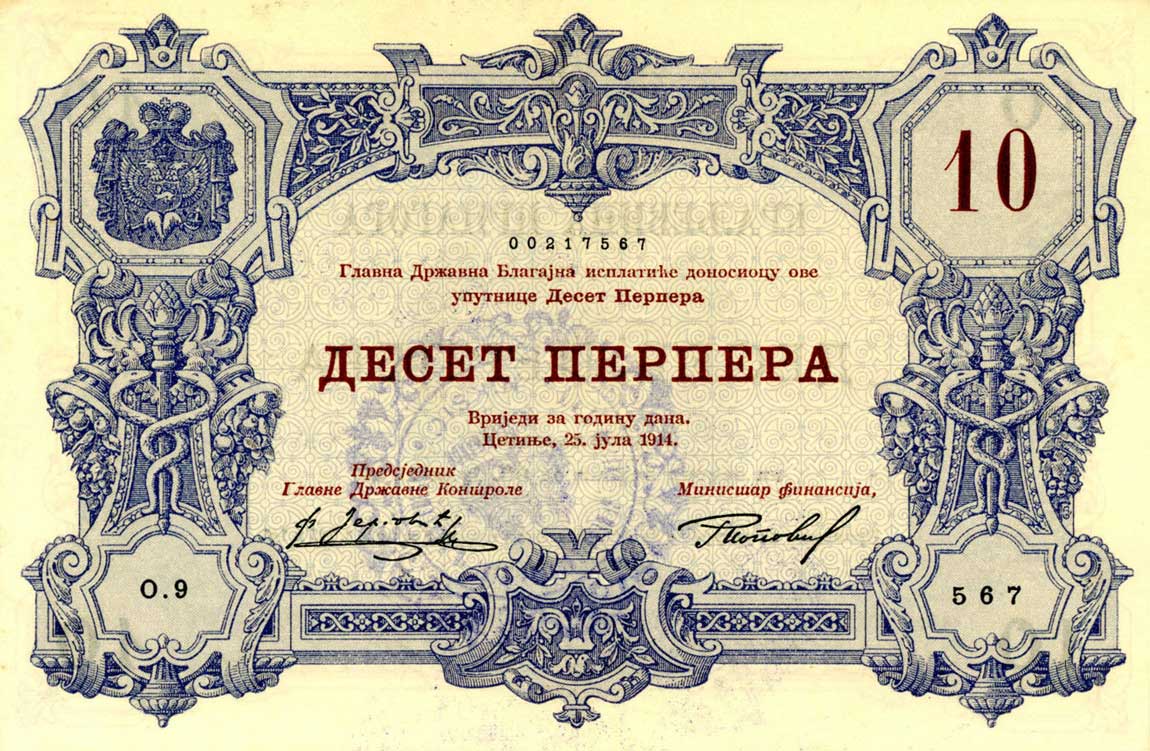 10
00217567
Главна Државна Благајна исплатиће доносиоцу ове
упутнице Десет Перпера
ДЕСЕТ ПЕРПЕРА
Вриједи за годину дана.
Цетиње, 25. јула 1914.
Предсједник
Главне Државне Контроле
Министар финансија,
О.9
567